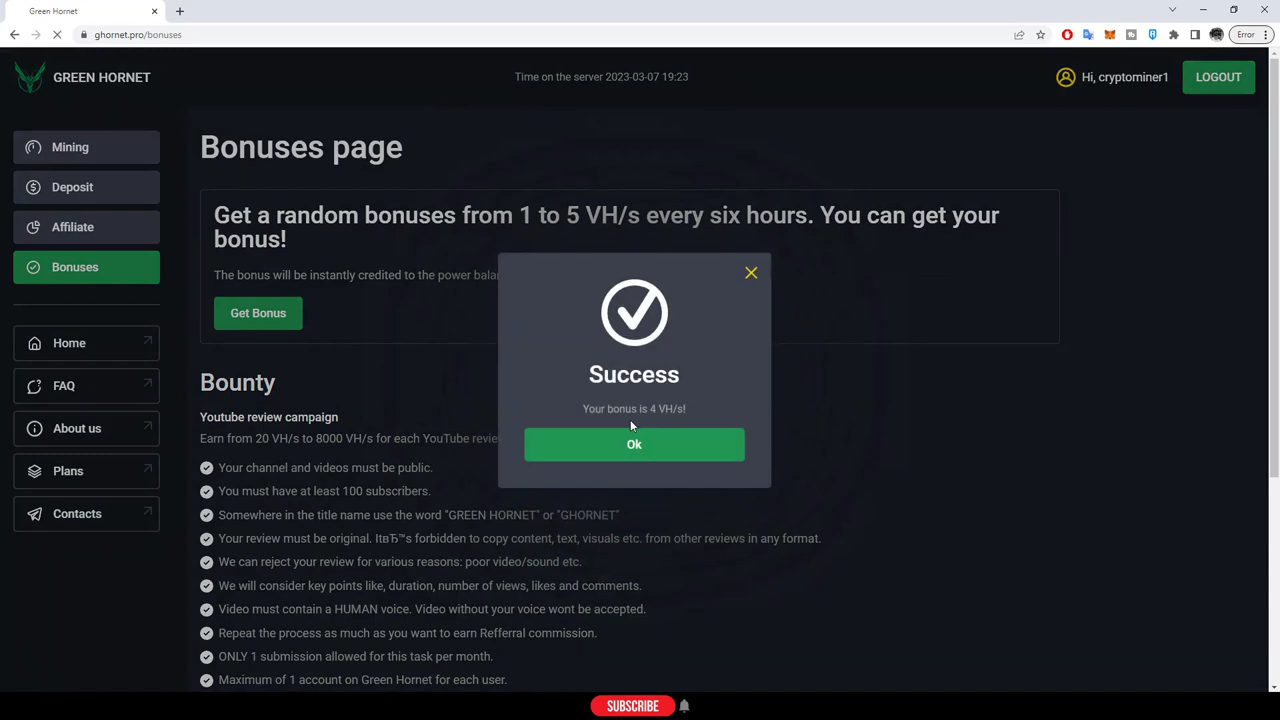 Green Hornet
ghornet.pro/bonuses
Error
GREEN HORNET
Time on the server 2023-03-07 19:23
Hi, cryptominer1
LOGOUT
Mining
Deposit
Affiliate
Bonuses
Home
FAQ
About us
Plans
Contacts
Bonuses page
Get a random bonuses from 1 to 5 VH/s every six hours. You can get your
bonus!
The bonus will be instantly credited to the power balan
Get Bonus
Success
Your bonus is 4 VH/s!
Ok
Bounty
Youtube review campaign
Earn from 20 VH/s to 8000 VH/s for each YouTube revie
Your channel and videos must be public.
You must have at least 100 subscribers.
Somewhere in the title name use the word "GREEN HORNET" or "GHORNET"
Your review must be original. ItвЂ™s forbidden to copy content, text, visuals etc. from other reviews in any format.
We can reject your review for various reasons: poor video/sound etc.
We will consider key points like, duration, number of views, likes and comments.
Video must contain a HUMAN voice. Video without your voice wont be accepted.
Repeat the process as much as you want to earn Refferral commission.
ONLY 1 submission allowed for this task per month.
Maximum of 1 account on Green Hornet for each user.
SUBSCRIBE